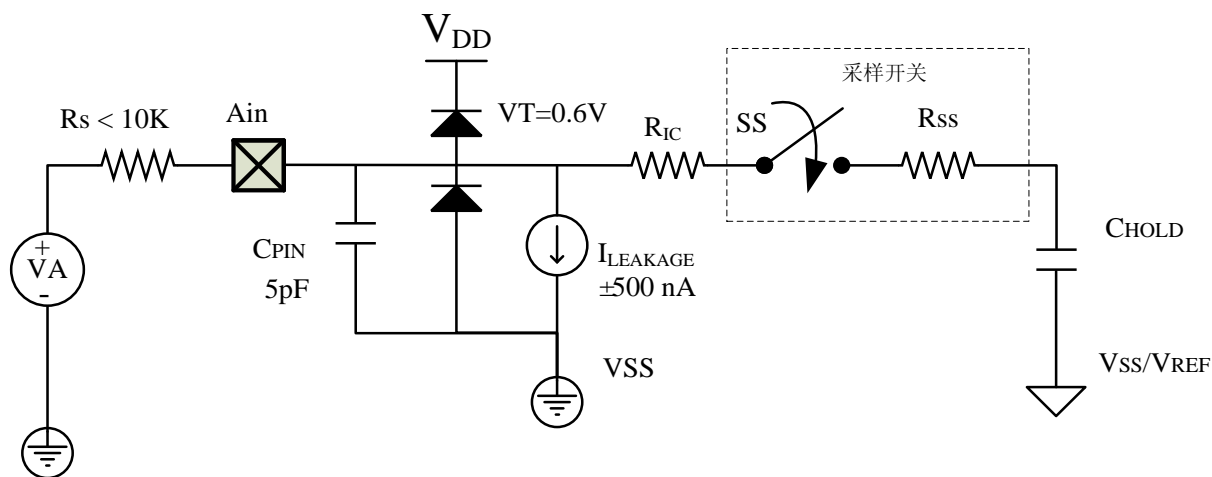 VDD
采样开关
Rs < 10K
Ain
VT=0.6V
RIC
SS
Rss
+
VA
-
CPIN
5pF
ILEAKAGE
±500 nA
CHOLD
VSS
VSS/VREF